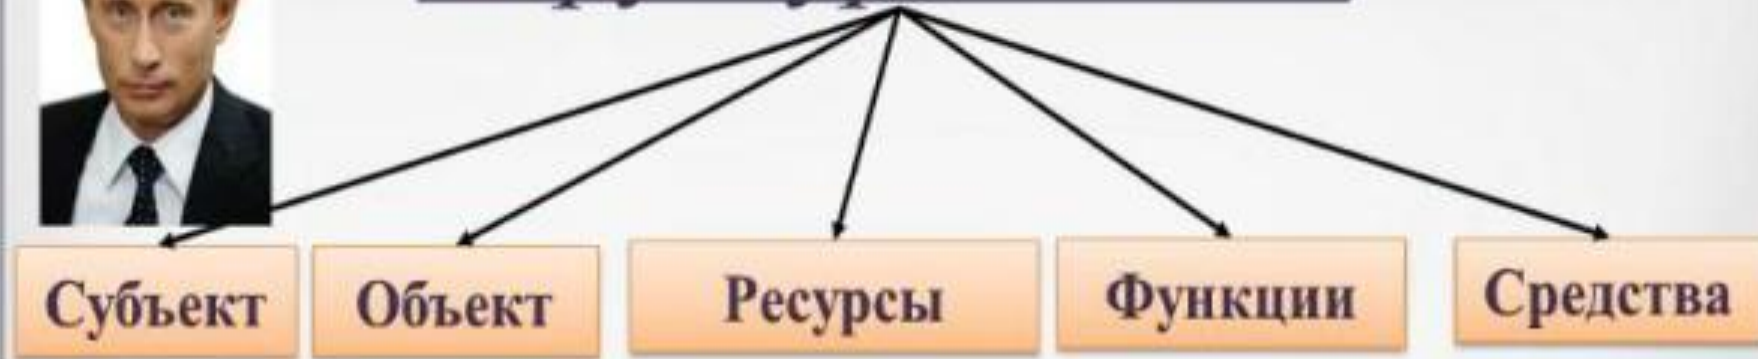 Субъект Объект Ресурсы Функции Средства